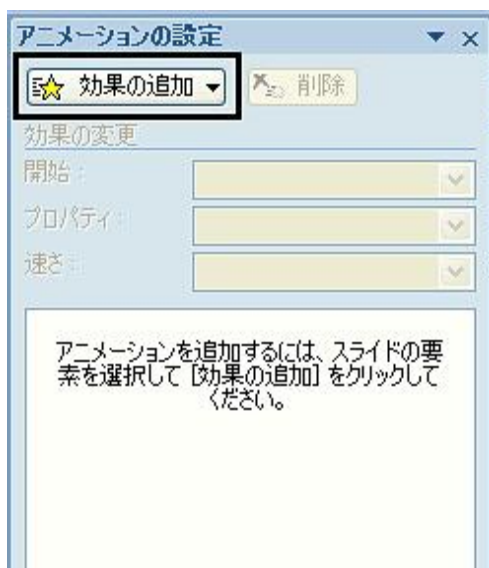 アニメーションの設定
効果の追加
削除
効果の変更
開始:
プロパティ:
速さ:
アニメーションを追加するには、スライドの要
素を選択して [効果の追加] をクリックして
ください。